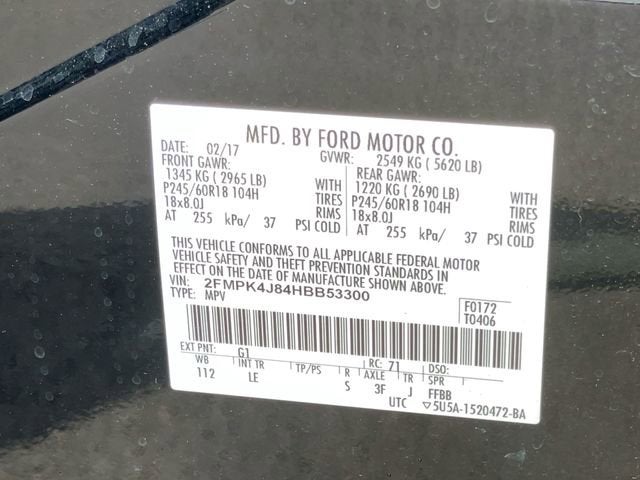 MFD. BY FORD MOTOR CO.
DATE: 02/17 GVWR: 2549 KG ( 5620 LB)
FRONT GAWR: REAR GAWR:
1345 KG ( 2965 LB) WITH 1220 KG ( 2690 LB) WITH
P245/60R18 104H TIRES P245/60R18 104H TIRES
18x8.0J RIMS 18x8.0J RIMS
AT 255 kPa/ 37 PSI COLD AT 255 kPa/ 37 PSI COLD
THIS VEHICLE CONFORMS TO ALL APPLICABLE FEDERAL MOTOR
VEHICLE SAFETY AND THEFT PREVENTION STANDARDS IN
EFFECT ON THE DATE OF MANUFACTURE SHOWN ABOVE.
VIN: 2FMPK4J84HBB53300
TYPE: MPV
F0172
T0406
EXT PNT: G1 RC: 71 DSO:
WB INT TR TP/PS R AXLE TR SPR
112 LE S 3F J FFBB
UTC ▽5U5A-1520472-BA